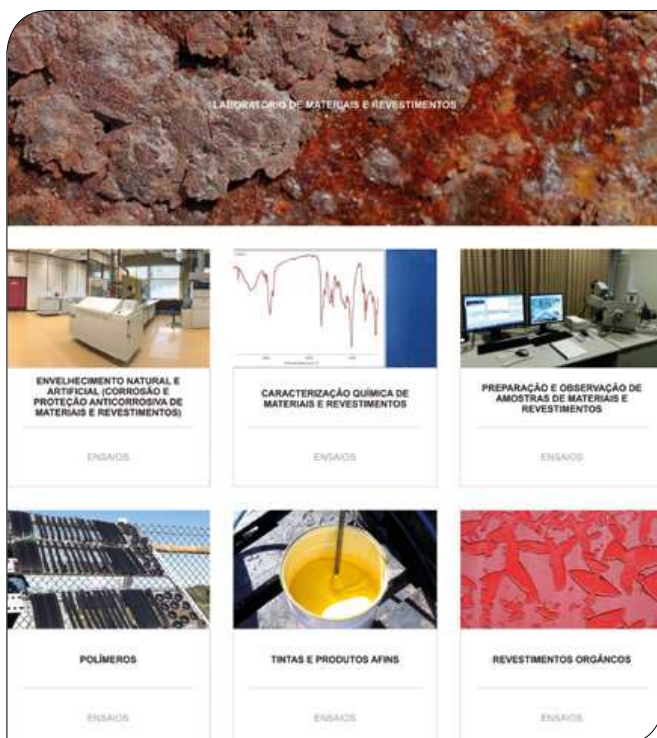 LABORATÓRIO DE MATERIAIS E REVESTIMENTOS
ENVELHECIMENTO NATURAL E
ARTIFICIAL (CORROSÃO E
PROTEÇÃO ANTICORROSIVA DE
MATERIAIS E REVESTIMENTOS)
ENSAIOS
CARACTERIZAÇÃO QUÍMICA DE
MATERIAIS E REVESTIMENTOS
ENSAIOS
PREPARAÇÃO E OBSERVAÇÃO DE
AMOSTRAS DE MATERIAIS E
REVESTIMENTOS
ENSAIOS
POLÍMEROS
ENSAIOS
TINTAS E PRODUTOS AFINS
ENSAIOS
REVESTIMENTOS ORGÂNCOS
ENSAIOS